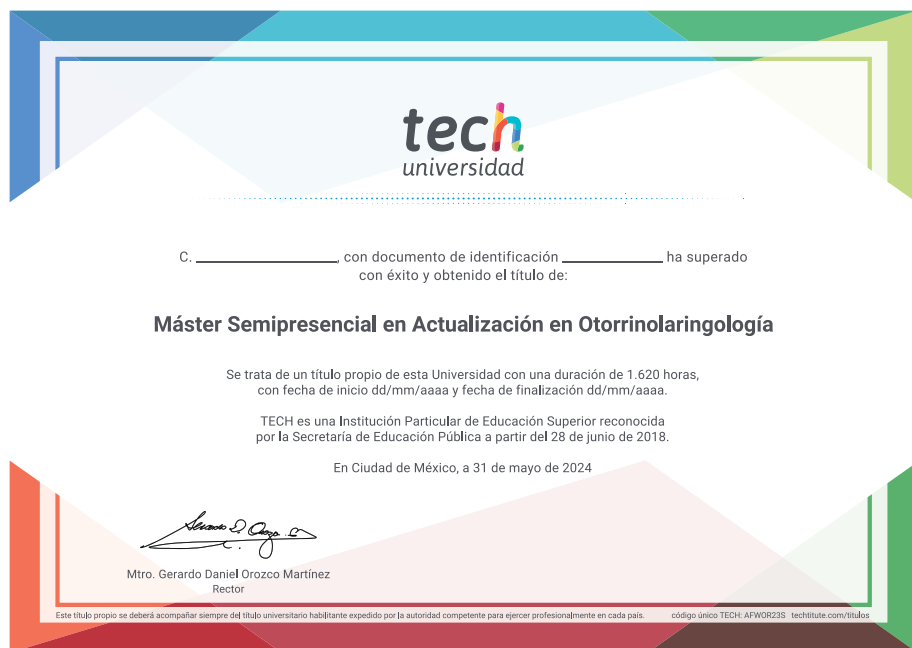 tech
universidad
C. ________________, con documento de identificación ____________ ha superado
con éxito y obtenido el título de:
Máster Semipresencial en Actualización en Otorrinolaringología
Se trata de un título propio de esta Universidad con una duración de 1.620 horas,
con fecha de inicio dd/mm/aaaa y fecha de finalización dd/mm/aaaa.
TECH es una Institución Particular de Educación Superior reconocida
por la Secretaría de Educación Pública a partir del 28 de junio de 2018.
En Ciudad de México, a 31 de mayo de 2024
Mtro. Gerardo Daniel Orozco Martínez
Rector
Este título propio se deberá acompañar siempre del título universitario habilitante expedido por la autoridad competente para ejercer profesionalmente en cada país. código único TECH: AFWOR23S techtitute.com/titulos